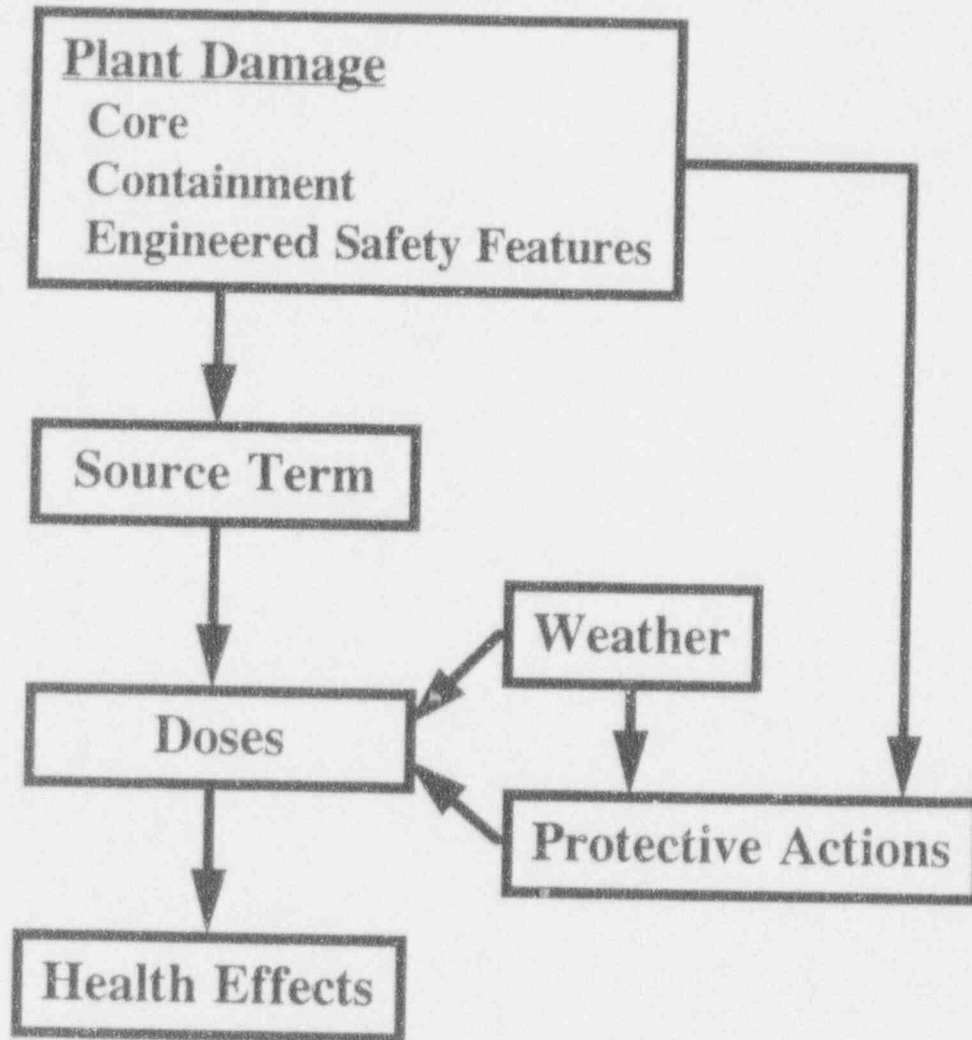 Plant Damage
Core
Containment
Engineered Safety Features
Source Term
Weather
Doses
Protective Actions
Health Effects